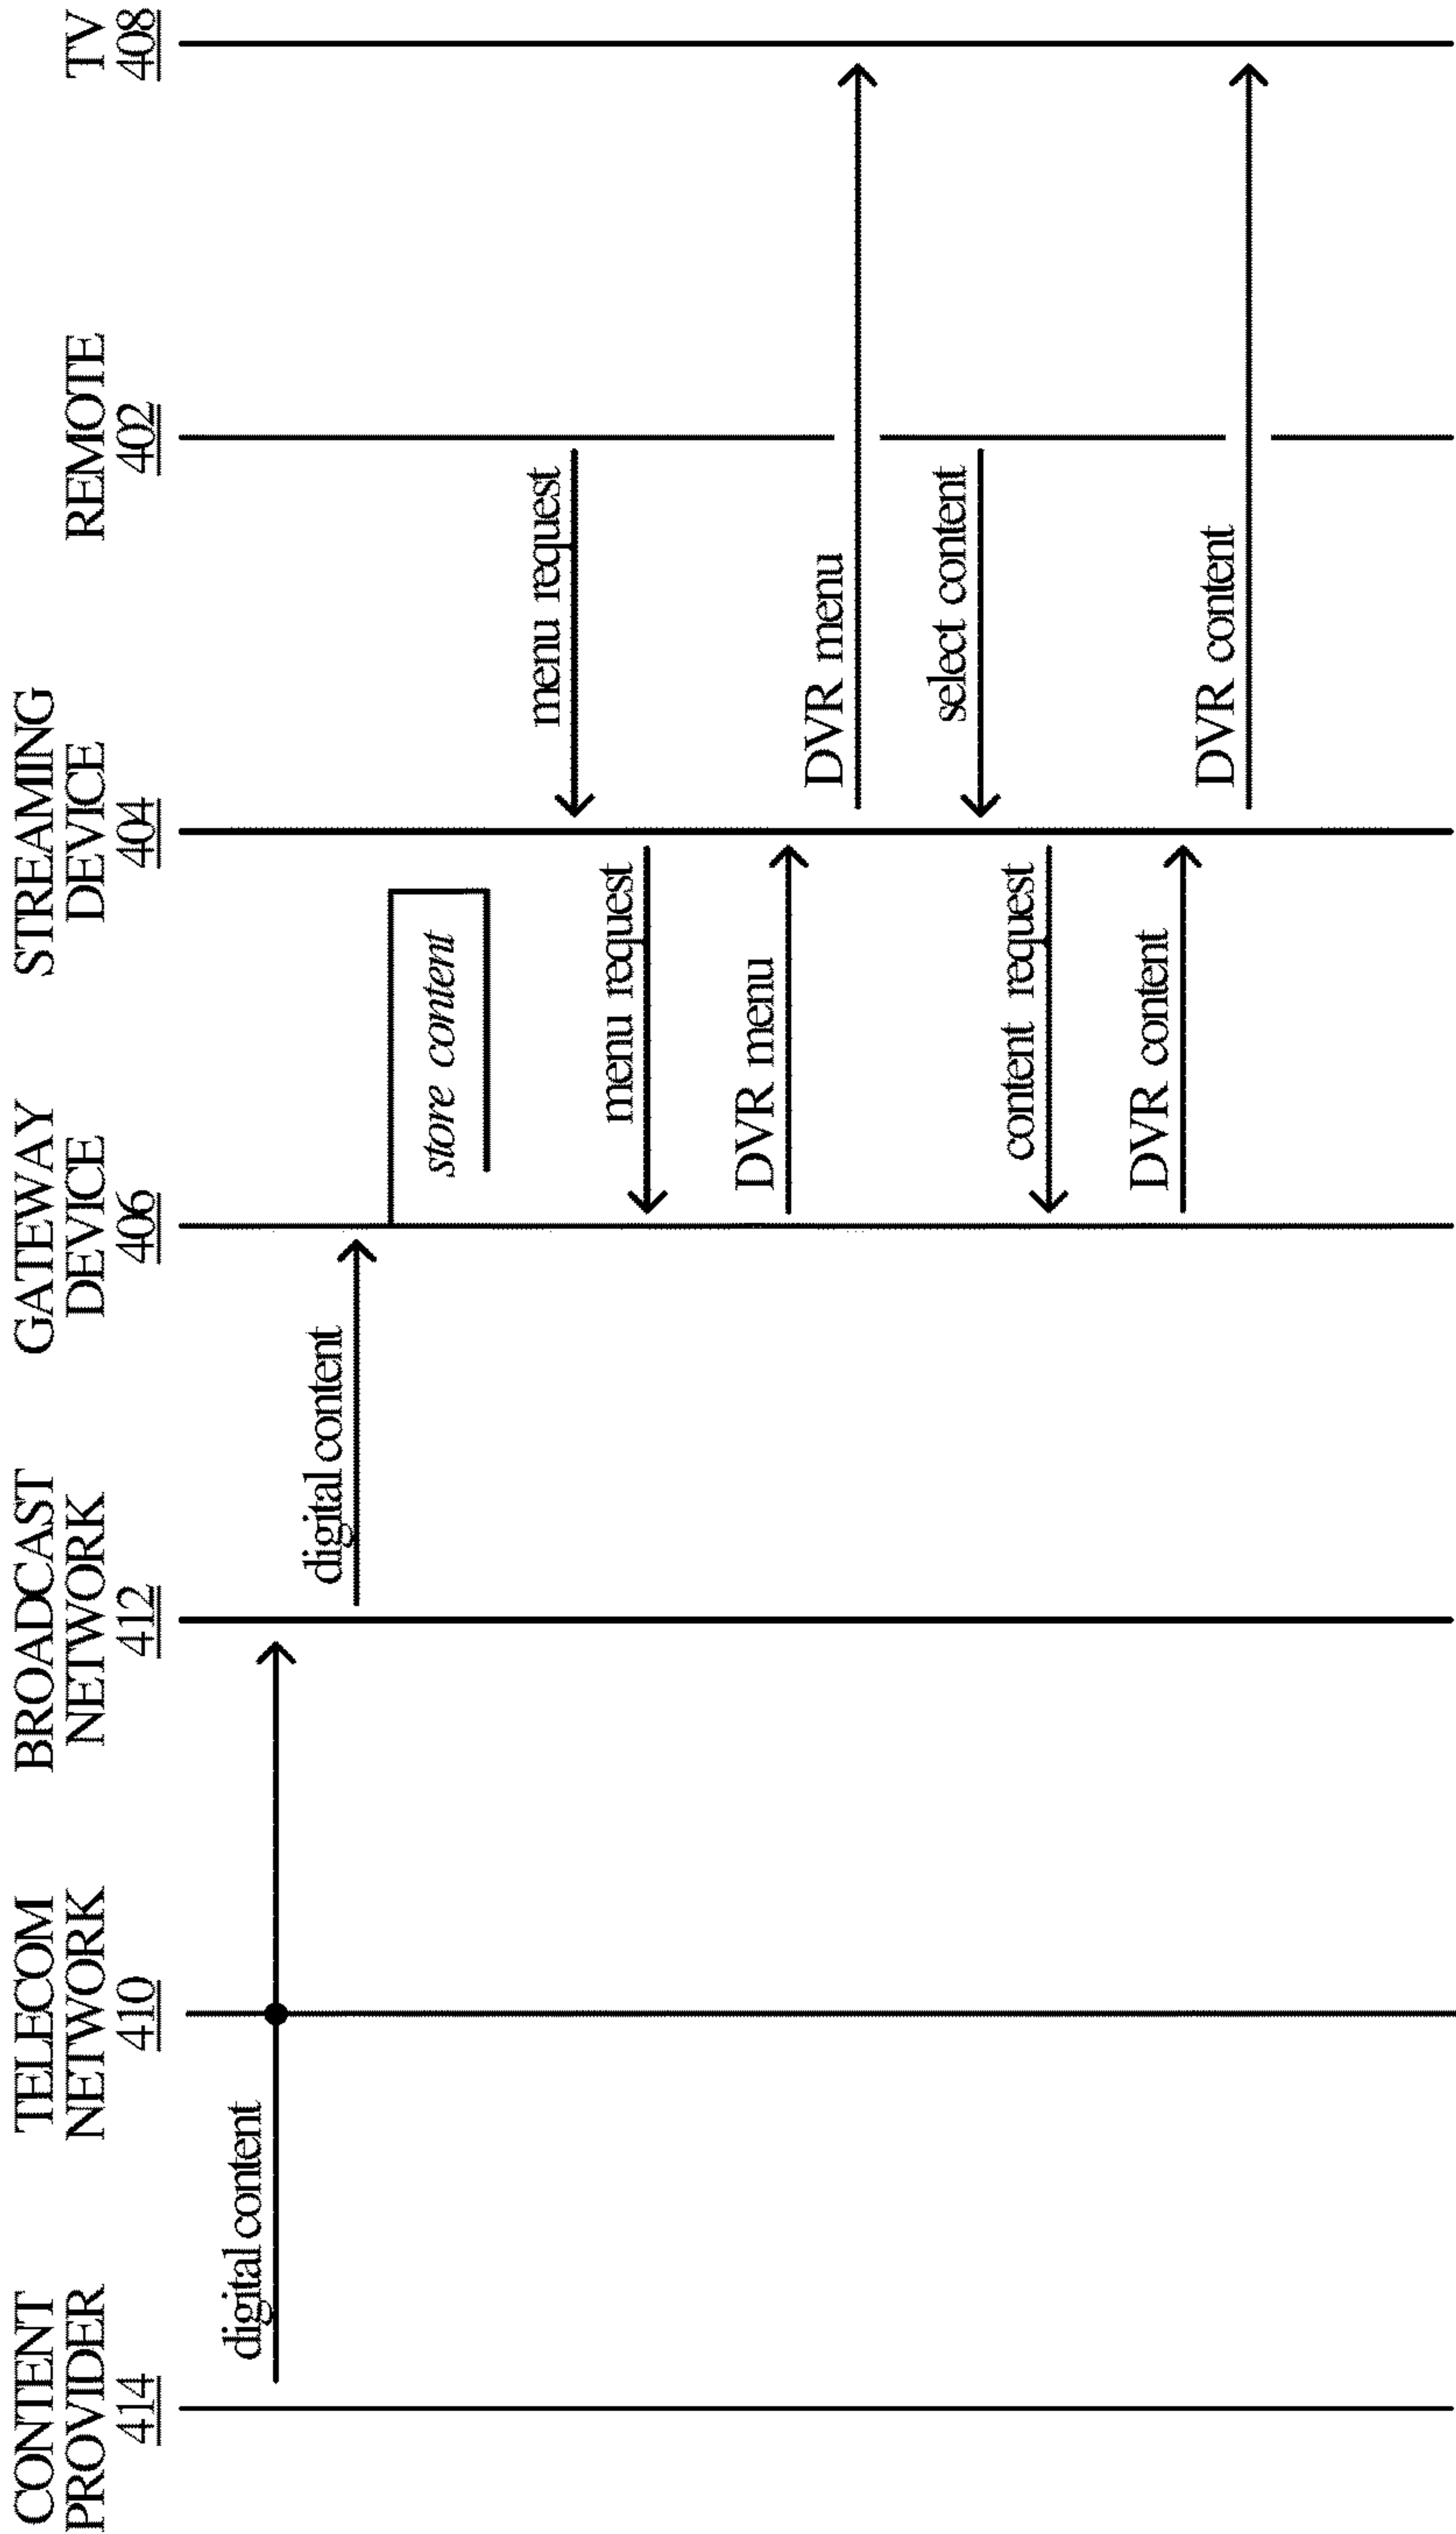 CONTENT
PROVIDER
414
TELECOM
NETWORK
410
BROADCAST
NETWORK
412
GATEWAY
DEVICE
406
STREAMING
DEVICE
404
REMOTE
402
TV
408
digital content
digital content
store content
menu request
menu request
DVR menu
DVR menu
select content
content request
DVR content
DVR content